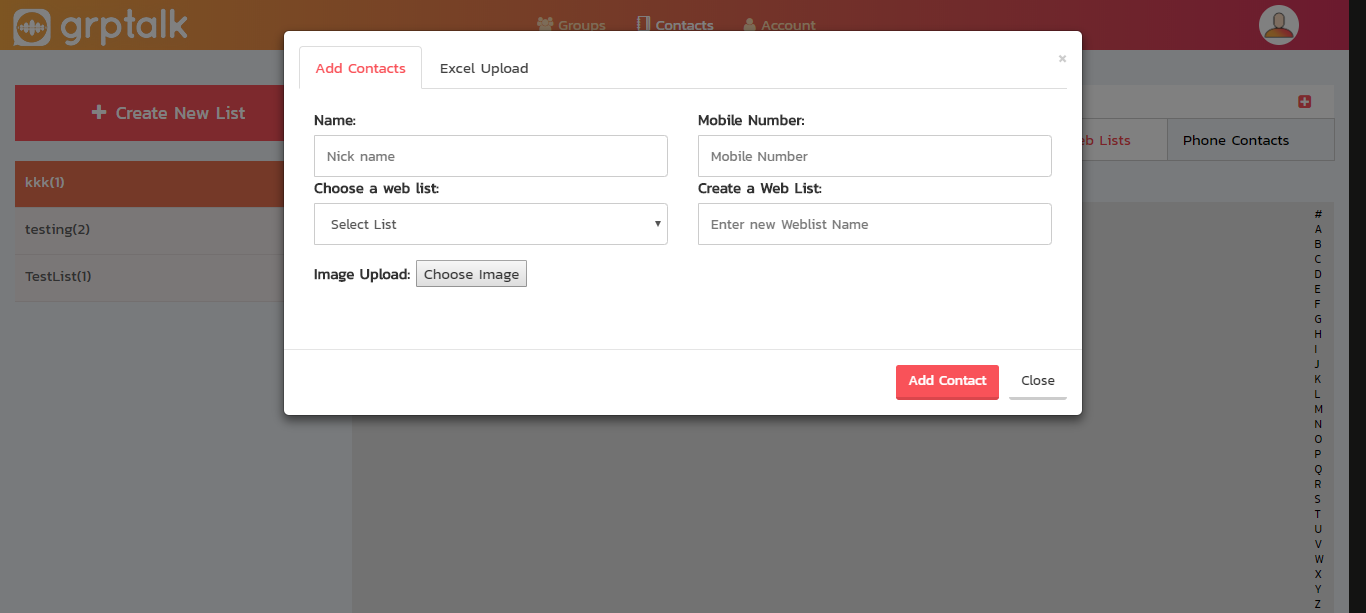 grptalk
Groups
Contacts
Account
Add Contacts
Excel Upload
×
Create New List
Name:
Mobile Number:
Nick name
Mobile Number
Choose a web list:
Create a Web List:
Select List
Enter new Weblist Name
Image Upload: Choose Image
Add Contact
Close
kkk(1)
testing(2)
TestList(1)
eb Lists
Phone Contacts
#
A
B
C
D
E
F
G
H
I
J
K
L
M
N
O
P
Q
R
S
T
U
V
W
X
Y
Z